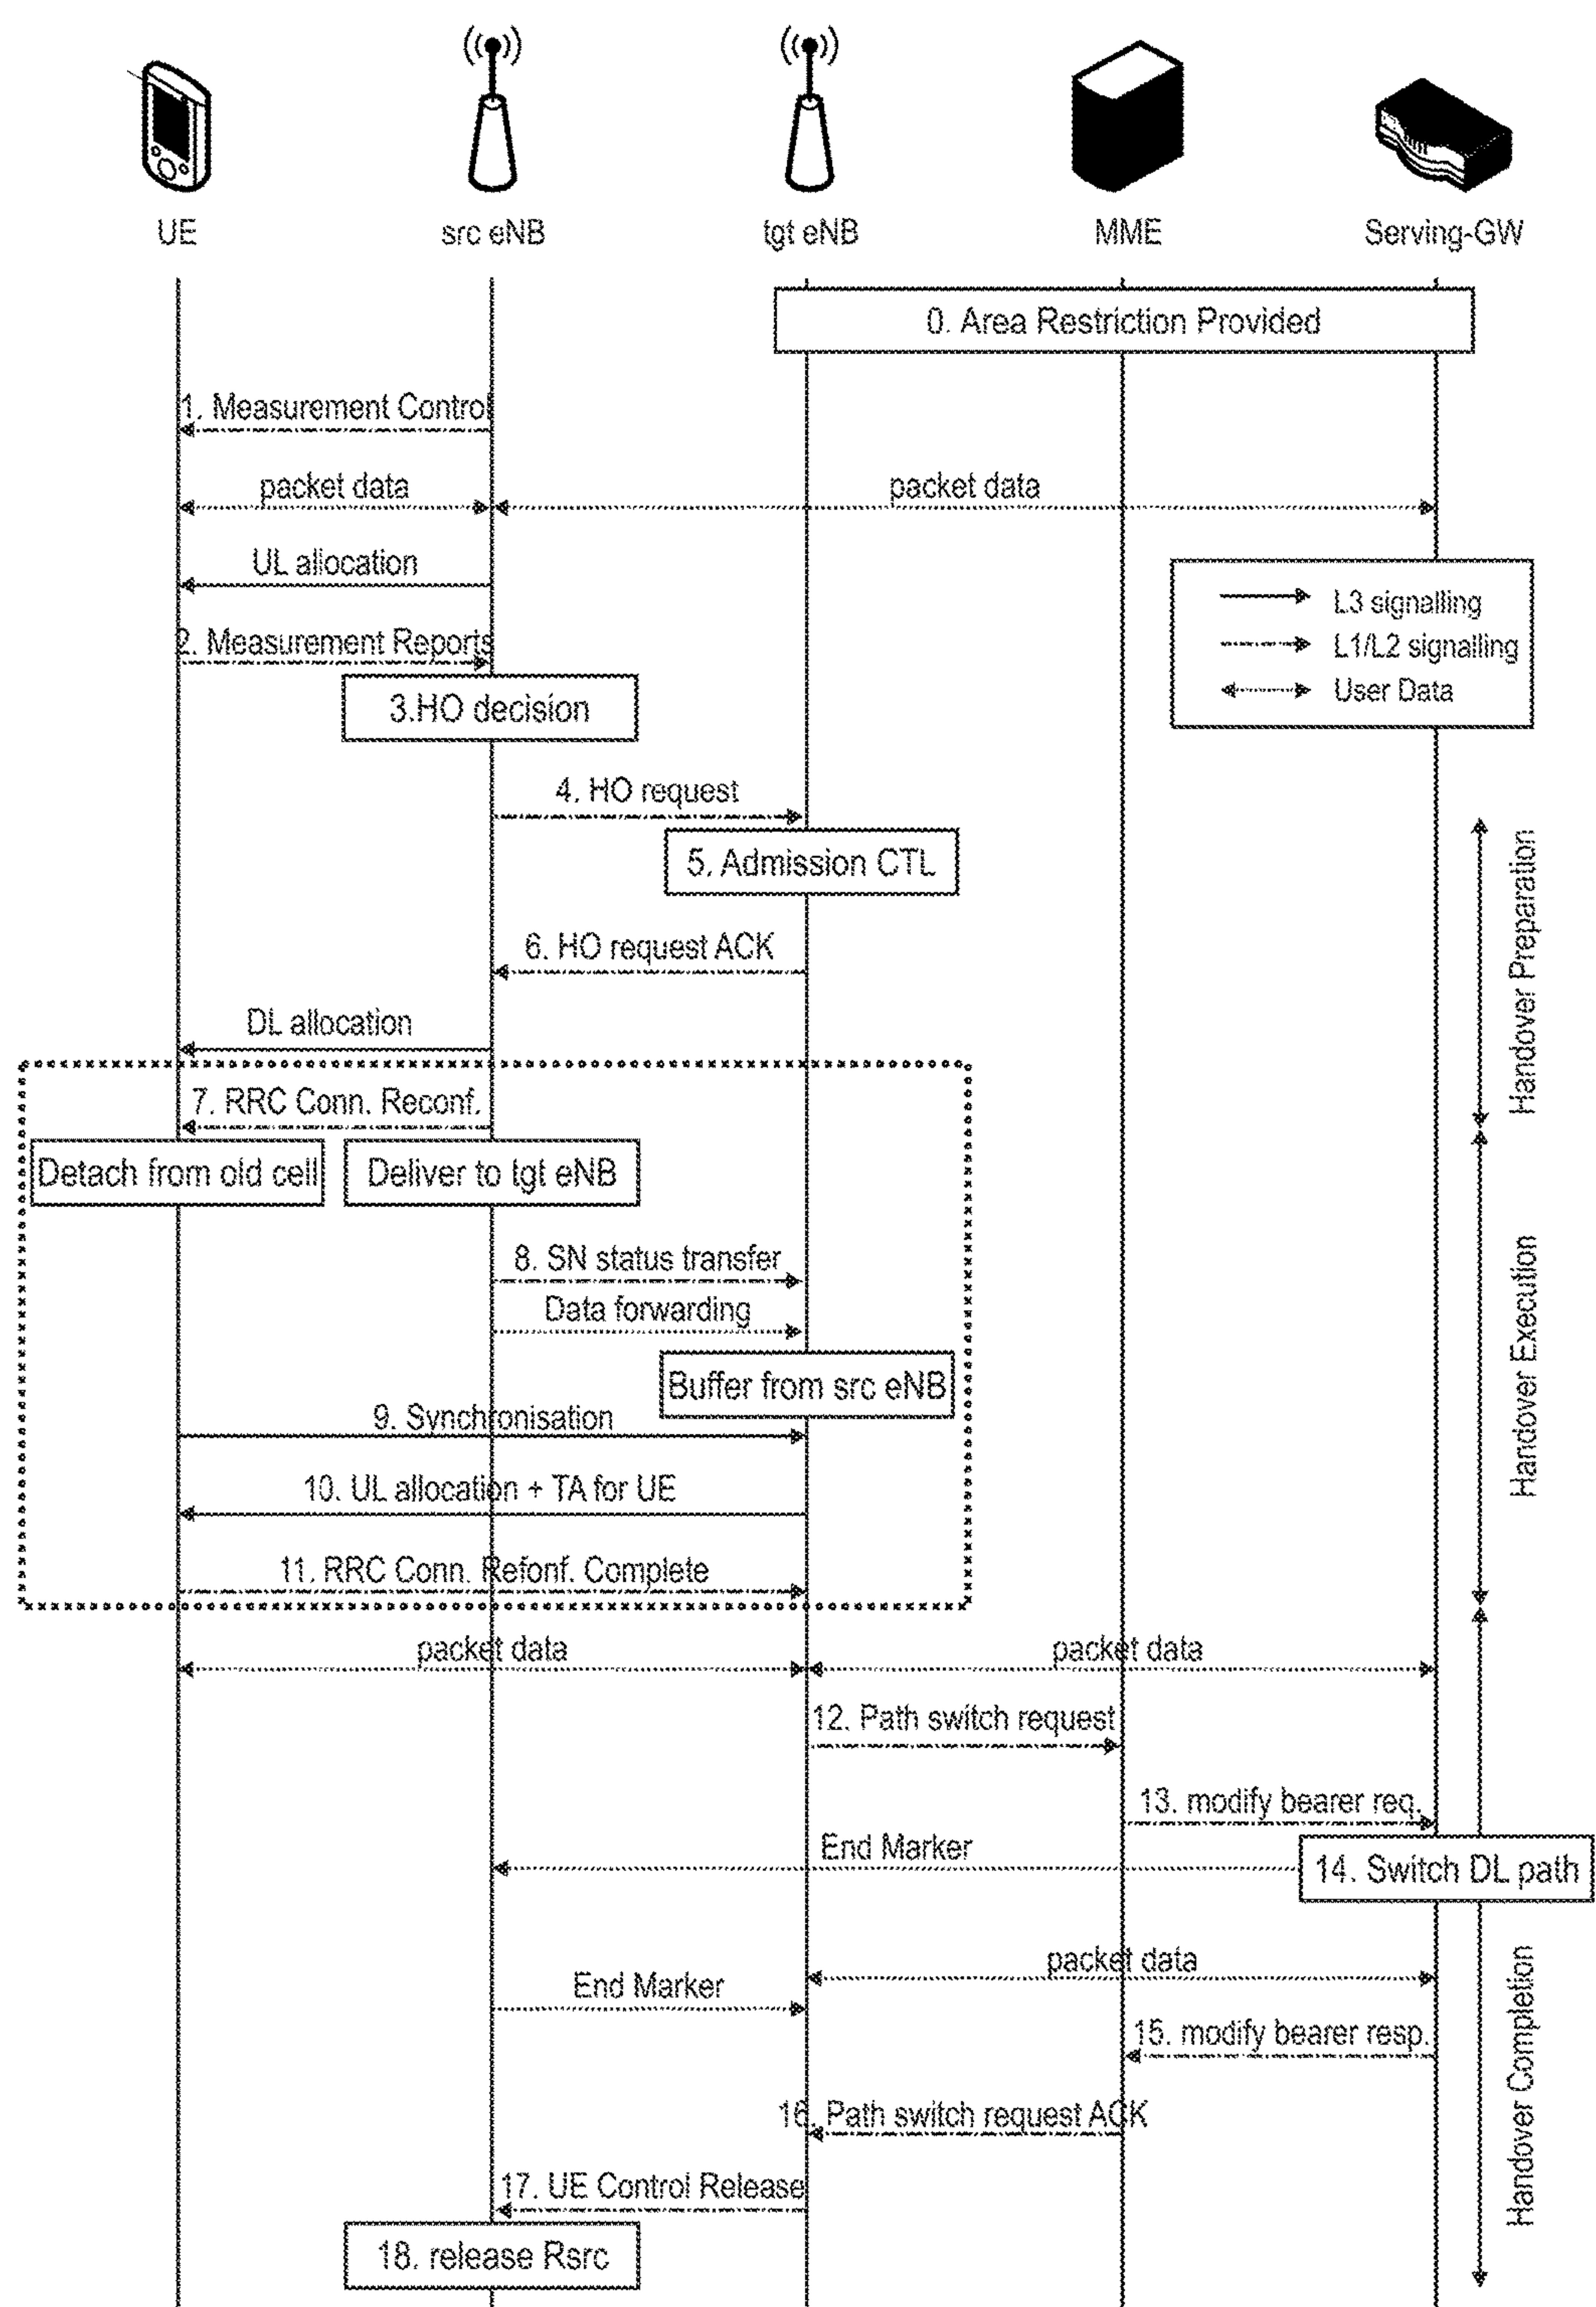 UE
src eNB
tgt eNB
MME
Serving-GW
0. Area Restriction Provided
1. Measurement Control
packet data
packet data
UL allocation
L3 signalling
L1/L2 signalling
User Data
2. Measurement Reports
3.HO decision
4. HO request
5. Admission CTL
6. HO request ACK
Handover Preparation
DL allocation
7. RRC Conn. Reconf.
Detach from old cell
Deliver to tgt eNB
8. SN status transfer
Data forwarding
Buffer from src eNB
9. Synchronisation
10. UL allocation + TA for UE
11. RRC Conn. Refonf. Complete
Handover Execution
packet data
packet data
12. Path switch request
13. modify bearer req.
End Marker
14. Switch DL path
packet data
End Marker
15. modify bearer resp.
16. Path switch request ACK
17. UE Control Release
18. release Rsrc
Handover Completion